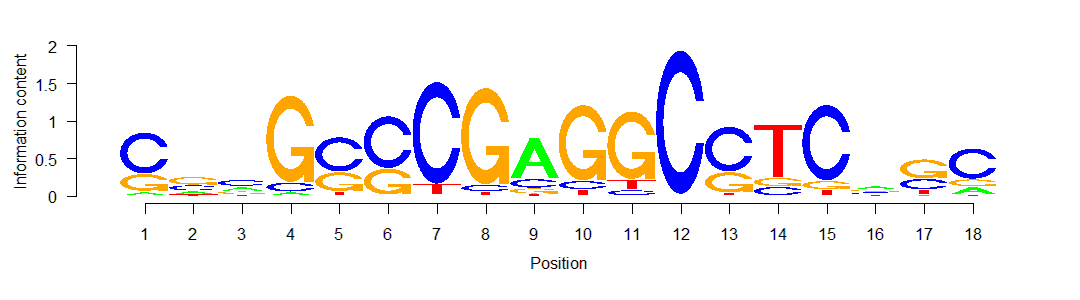 Information content
2
1.5
1
0.5
0
C G A
G C A T
C A
G C A
C G T
C G
C T
G C T
A C G T
G C T
G T C
C
C G T
T G C
C G T
A C T
G C T
C G A
1 2 3 4 5 6 7 8 9 10 11 12 13 14 15 16 17 18
Position